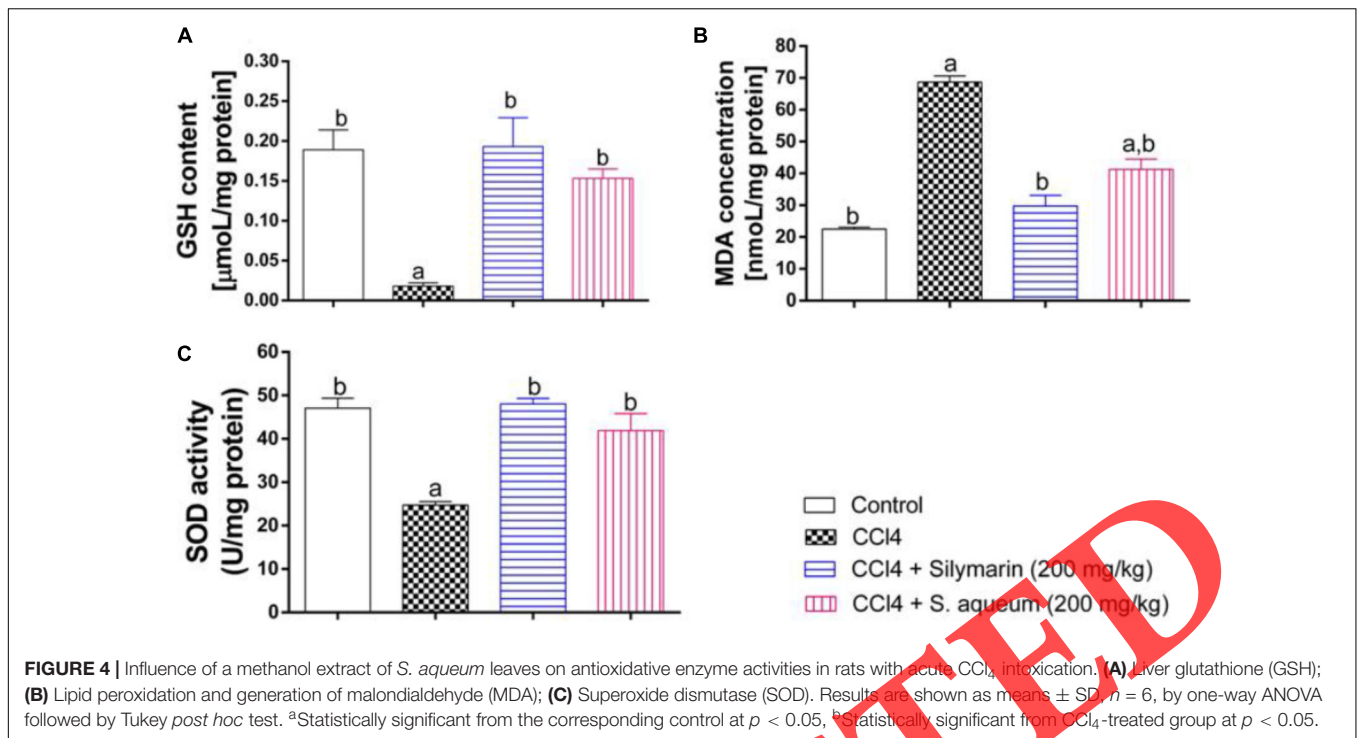 A
0.30
0.25
0.20
0.15
0.10
0.05
0.00
GSH content
[µmoL/mg protein]
b
a
b
b
B
80
70
60
50
40
30
20
10
0
MDA concentration
[nmoL/mg protein]
b
a
b
a,b
C
60
50
40
30
20
10
0
SOD activity
(U/mg protein)
b
a
b
b
Control
CCl4
CCl4 + Silymarin (200 mg/kg)
CCl4 + S. aqueum (200 mg/kg)
TED
FIGURE 4 | Influence of a methanol extract of S. aqueum leaves on antioxidative enzyme activities in rats with acute CCl₄ intoxication. (A) Liver glutathione (GSH);
(B) Lipid peroxidation and generation of malondialdehyde (MDA); (C) Superoxide dismutase (SOD). Results are shown as means ± SD, n = 6, by one-way ANOVA
followed by Tukey post hoc test. ᵃStatistically significant from the corresponding control at p < 0.05, ᵇStatistically significant from CCl₄-treated group at p < 0.05.